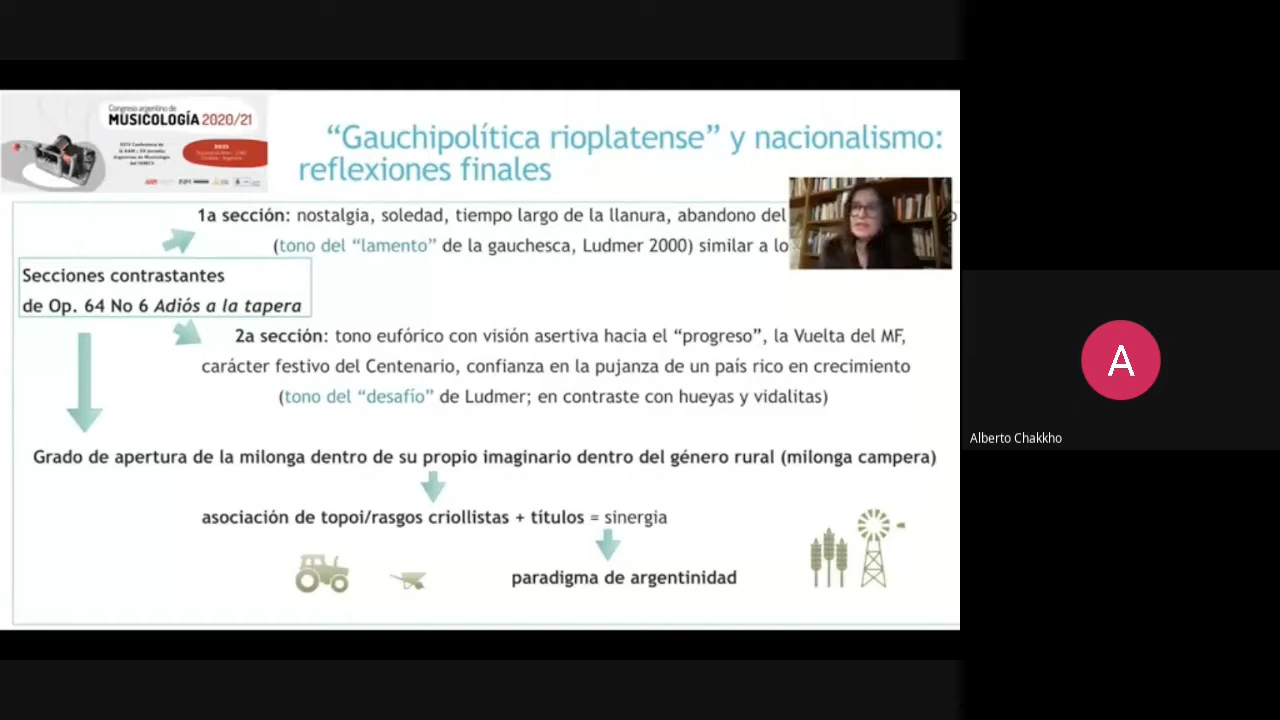 Congreso argentino de
MUSICOLOGÍA 2020/21
“Gauchipolítica rioplatense” y nacionalismo:
reflexiones finales
1a sección: nostalgia, soledad, tiempo largo de la llanura, abandono del
(tono del “lamento” de la gauchesca, Ludmer 2000) similar a lo
Secciones contrastantes
de Op. 64 No 6 Adiós a la tapera
2a sección: tono eufórico con visión asertiva hacia el “progreso”, la Vuelta del MF,
carácter festivo del Centenario, confianza en la pujanza de un país rico en crecimiento
(tono del “desafío” de Ludmer; en contraste con hueyas y vidalitas)
Grado de apertura de la milonga dentro de su propio imaginario dentro del género rural (milonga campera)
asociación de topoi/rasgos criollistas + títulos = sinergia
paradigma de argentinidad
A
Alberto Chakkho